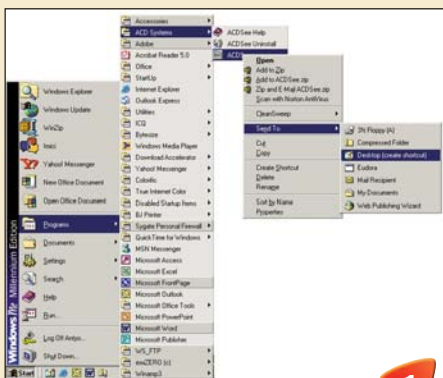 Windows Explorer
Windows Update
WinZip
Yahoo! Messenger
New Office Document
Open Office Document
Programs
Documents
Settings
Search
Help
Run...
Shut Down...
Start
Windows Me Millennium Edition
Accessories
ACD Systems
Adobe
Acrobat Reader 5.0
Office
StartUp
Internet Explorer
Outlook Express
Utilities
ICQ
Bytesize
Windows Media Player
Download Accelerator
Yahoo! Messenger
Colorific
True Internet Color
Disabled Startup Items
BJ Printer
Sygate Personal Firewall
QuickTime for Windows
MSN Messenger
Microsoft Access
Microsoft Excel
Microsoft FrontPage
Microsoft Outlook
Microsoft Office Tools
Microsoft PowerPoint
Microsoft Word
Microsoft Publisher
WS_FTP
Winamp3
ACDSee Help
ACDSee Uninstall
Open
Add to Zip
Add to ACDSee.zip
Zip and E-Mail ACDSee.zip
Scan with Norton AntiVirus
CleanSweep
Send To
Cut
Copy
Create Shortcut
Delete
Rename
Sort by Name
Properties
3½ Floppy (A)
Compressed Folder
Desktop (create shortcut)
Eudora
Mail Recipient
My Documents
Web Publishing Wizard